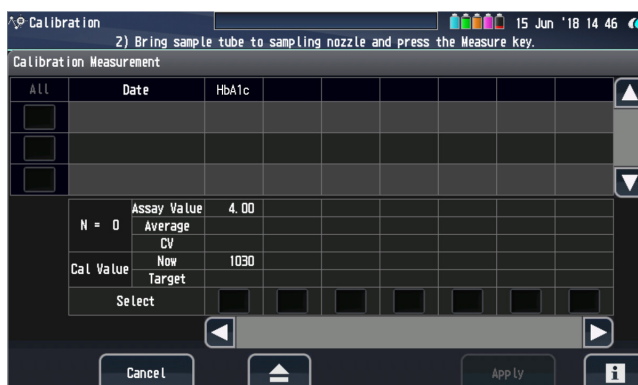 Calibration
15 Jun '18 14 46
2) Bring sample tube to sampling nozzle and press the Measure key.
Calibration Measurement
All Date HbA1c
N = 0
Assay Value 4.00
Average
CV
Cal Value
Now 1030
Target
Select
Cancel Apply i